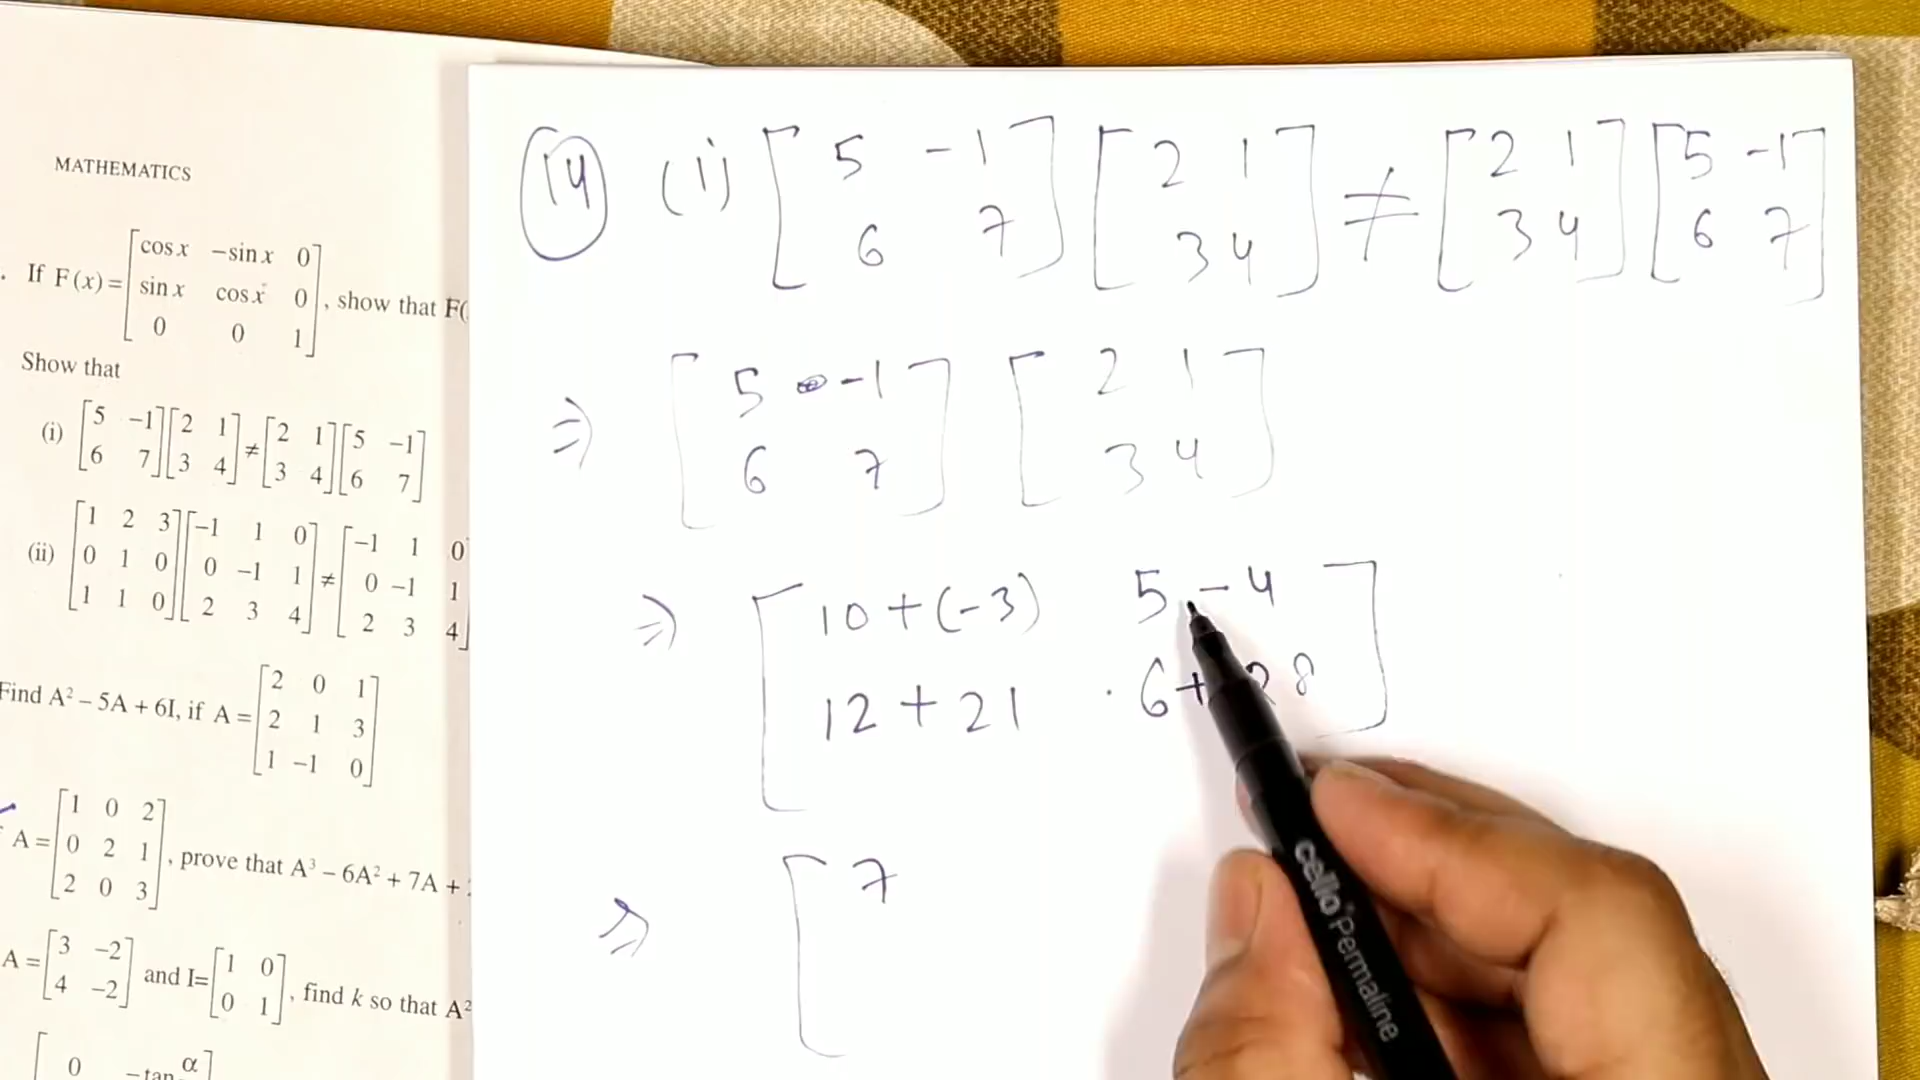 MATHEMATICS
. If F(x) = [cos x −sin x 0
sin x cos x 0
0 0 1] , show that F(
Show that
(i) [5 −1
6 7] [2 1
3 4] ≠ [2 1
3 4] [5 −1
6 7]
(ii) [1 2 3
0 1 0
1 1 0] [−1 1 0
0 −1 1
2 3 4] ≠ [−1 1 0
0 −1 1
2 3 4]
Find A² − 5A + 6I, if A = [2 0 1
2 1 3
1 −1 0]
A = [1 0 2
0 2 1
2 0 3] , prove that A³ − 6A² + 7A +
A = [3 −2
4 −2] and I= [1 0
0 1] , find k so that A²
[0 −tan α
14 (i) [5 −1
6 7] [2 1
3 4] ≠ [2 1
3 4] [5 −1
6 7]
⇒ [5 −1
6 7] [2 1
3 4]
⇒ [10 + (−3) 5 − 4
12 + 21 6 + 28]
⇒ [7
cello Permaline